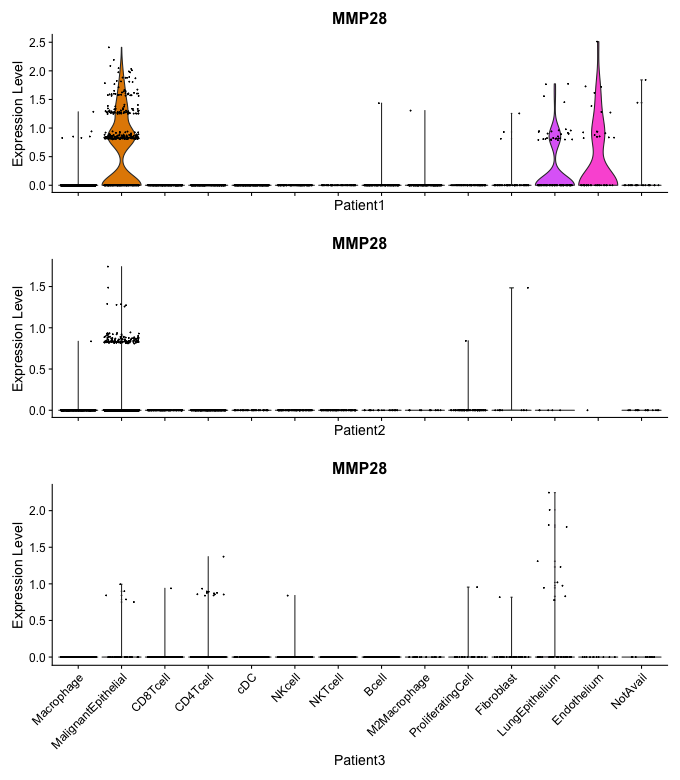 MMP28
Expression Level
2.5
2.0
1.5
1.0
0.5
0.0
Patient1
MMP28
Expression Level
1.5
1.0
0.5
0.0
Patient2
MMP28
Expression Level
2.0
1.5
1.0
0.5
0.0
Macrophage
MalignantEpithelial
CD8Tcell
CD4Tcell
cDC
NKcell
NKTcell
Bcell
M2Macrophage
ProliferatingCell
Fibroblast
LungEpithelium
Endothelium
NotAvail
Patient3